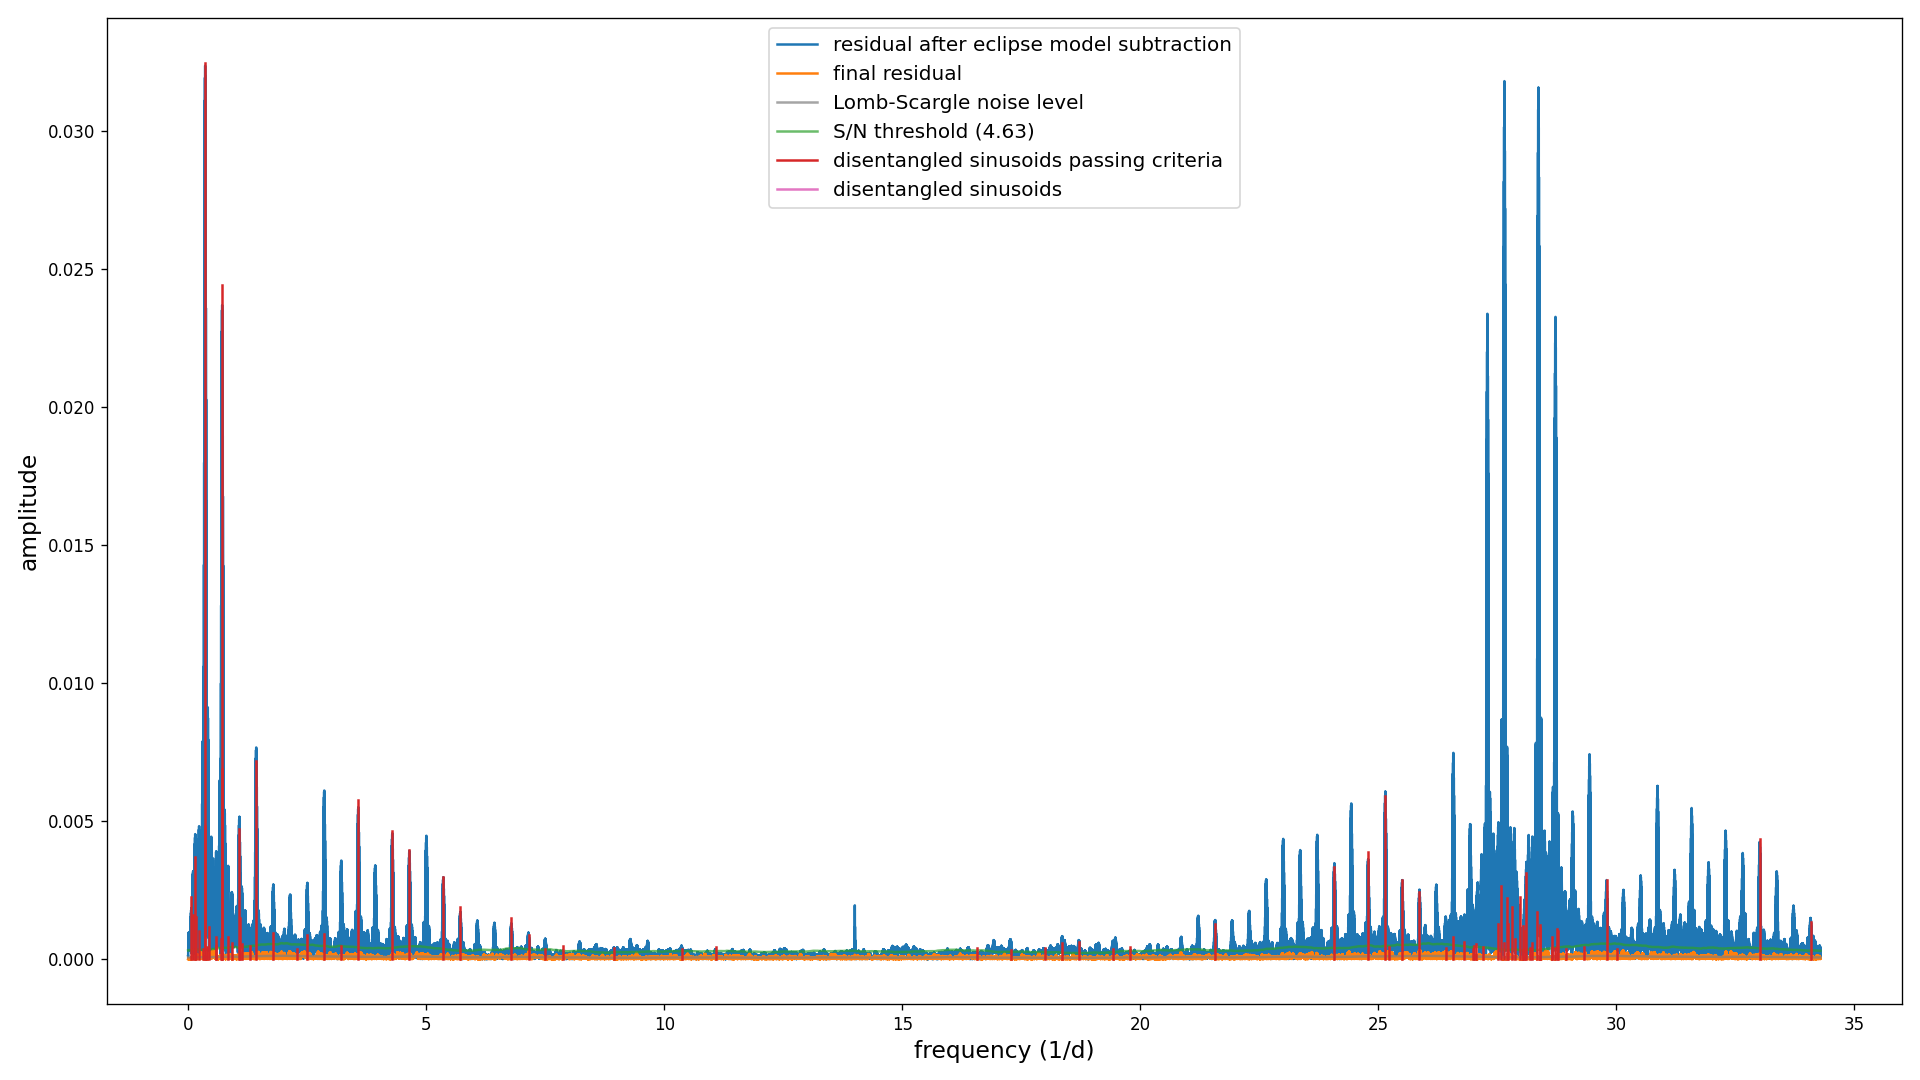 residual after eclipse model subtraction
final residual
Lomb-Scargle noise level
S/N threshold (4.63)
disentangled sinusoids passing criteria
disentangled sinusoids
amplitude
0.030
0.025
0.020
0.015
0.010
0.005
0.000
0 5 10 15 20 25 30 35
frequency (1/d)